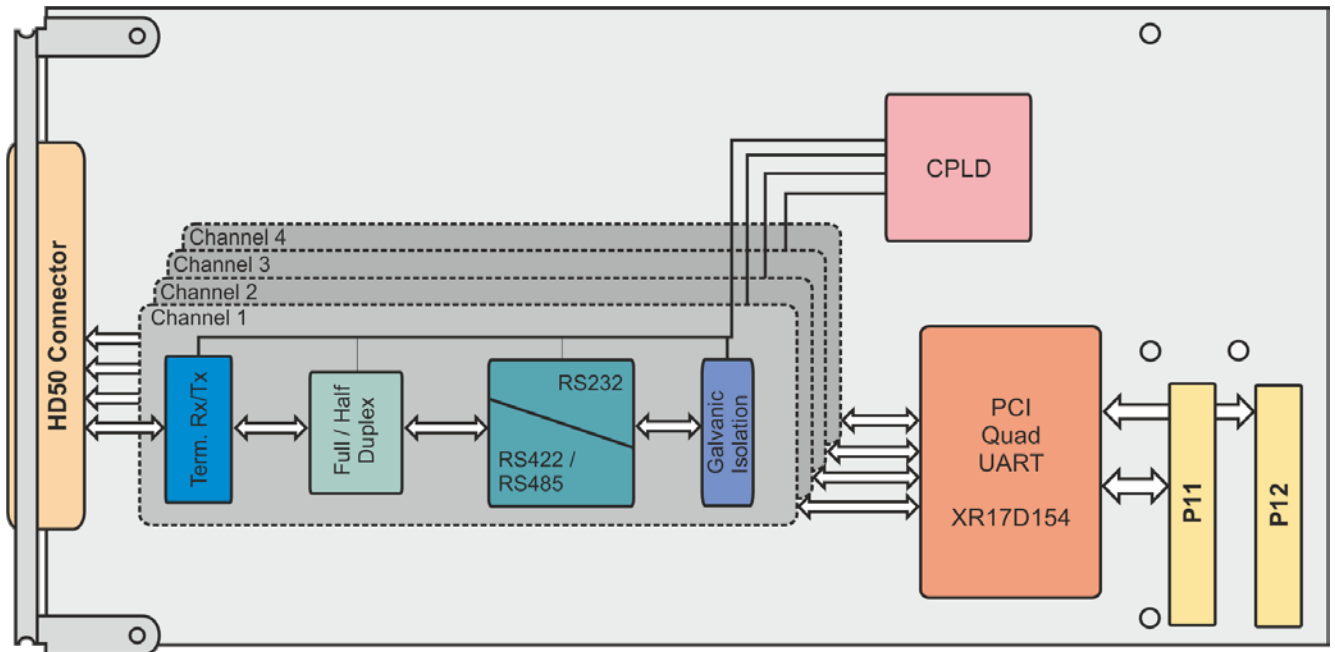 HD50 Connector
Channel 4
Channel 3
Channel 2
Channel 1
Term. Rx/Tx
Full / Half
Duplex
RS232
RS422 /
RS485
Galvanic
Isolation
CPLD
PCI
Quad
UART
XR17D154
P11
P12